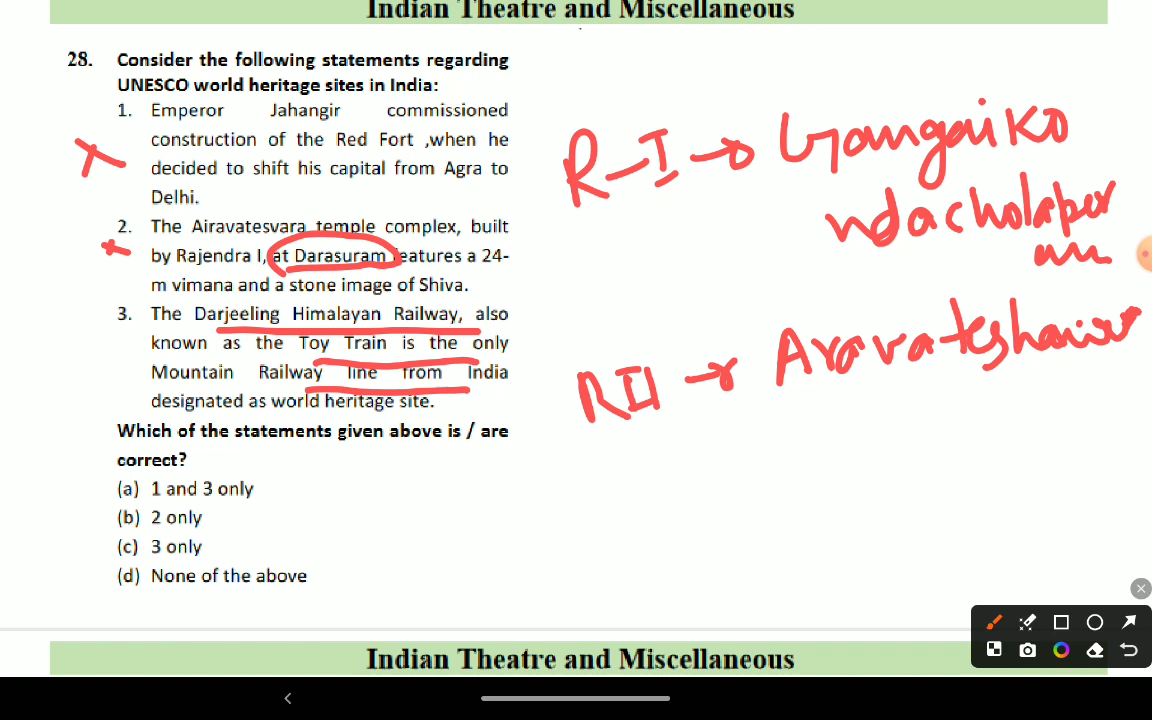 Indian Theatre and Miscellaneous
28. Consider the following statements regarding
UNESCO world heritage sites in India:
1. Emperor Jahangir commissioned
construction of the Red Fort ,when he
decided to shift his capital from Agra to
Delhi.
2. The Airavatesvara temple complex, built
by Rajendra I, at Darasuram features a 24-
m vimana and a stone image of Shiva.
3. The Darjeeling Himalayan Railway, also
known as the Toy Train is the only
Mountain Railway line from India
designated as world heritage site.
Which of the statements given above is / are
correct?
(a) 1 and 3 only
(b) 2 only
(c) 3 only
(d) None of the above
R-I → Gangaiko
ndacholaper
am
RII →
Indian Theatre and Miscellaneous